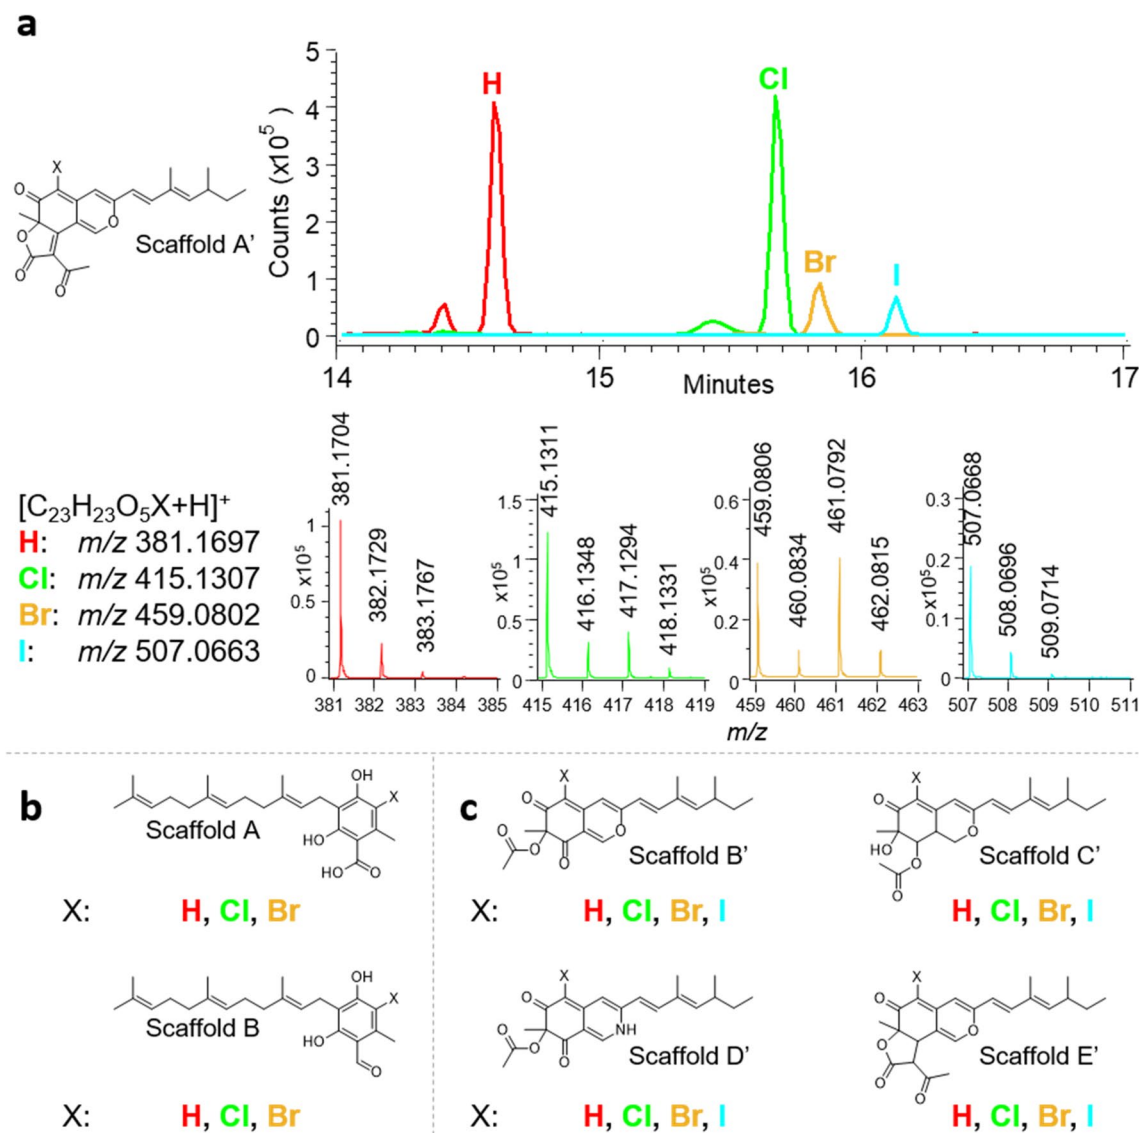 a
5
4
3
2
1
0
Counts (x10⁵ )
H
Cl
Br
I
14
15
16
17
Minutes
X
O
O
O
O
O
Scaffold A’
[C₂₃H₂₃O₅X+H]⁺
H: m/z 381.1697
Cl: m/z 415.1307
Br: m/z 459.0802
I: m/z 507.0663
x10⁵
1
0.5
0
381.1704
382.1729
383.1767
381 382 383 384 385
x10⁵
1.5
1
0.5
0
415.1311
416.1348
417.1294
418.1331
415 416 417 418 419
x10⁵
0.6
0.4
0.2
0
459.0806
460.0834
461.0792
462.0815
459 460 461 462 463
x10⁵
0.3
0.2
0.1
0
507.0668
508.0696
509.0714
507 508 509 510 511
m/z
b
OH
X
HO
HO
O
Scaffold A
X: H, Cl, Br
OH
X
HO
O
Scaffold B
X: H, Cl, Br
c
X
O
O
O
O
O
Scaffold B’
X: H, Cl, Br, I
X
O
O
HO
O
O
Scaffold C’
H, Cl, Br, I
X
O
NH
O
O
O
Scaffold D’
X: H, Cl, Br, I
X
O
O
O
O
O
Scaffold E’
H, Cl, Br, I